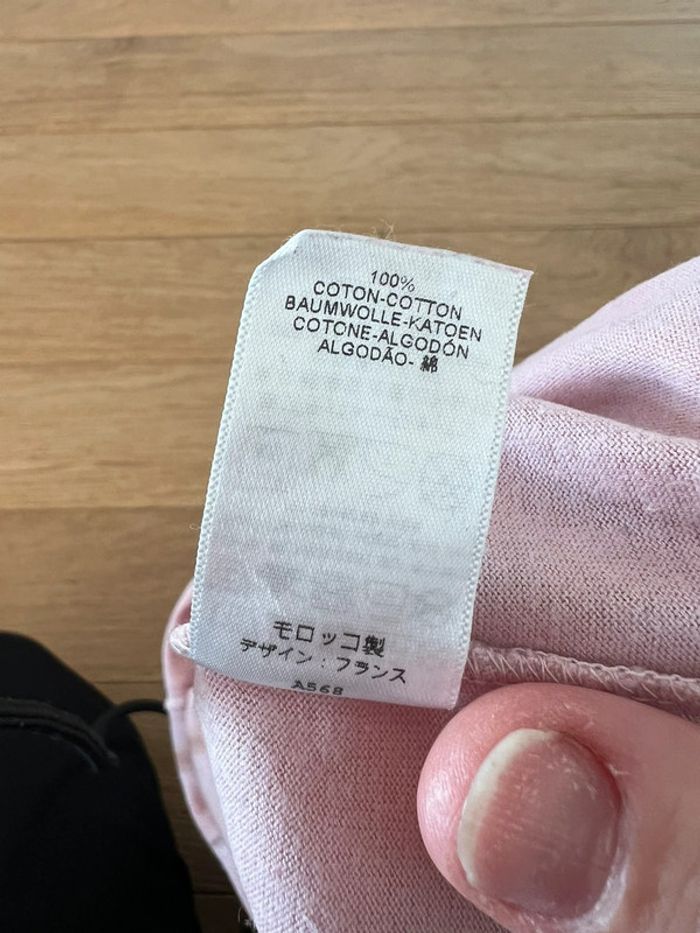 100%
COTON-COTTON
BAUMWOLLE-KATOEN
COTONE-ALGODÓN
ALGODÃO- 綿
モロッコ製
デザイン : フランス
A568